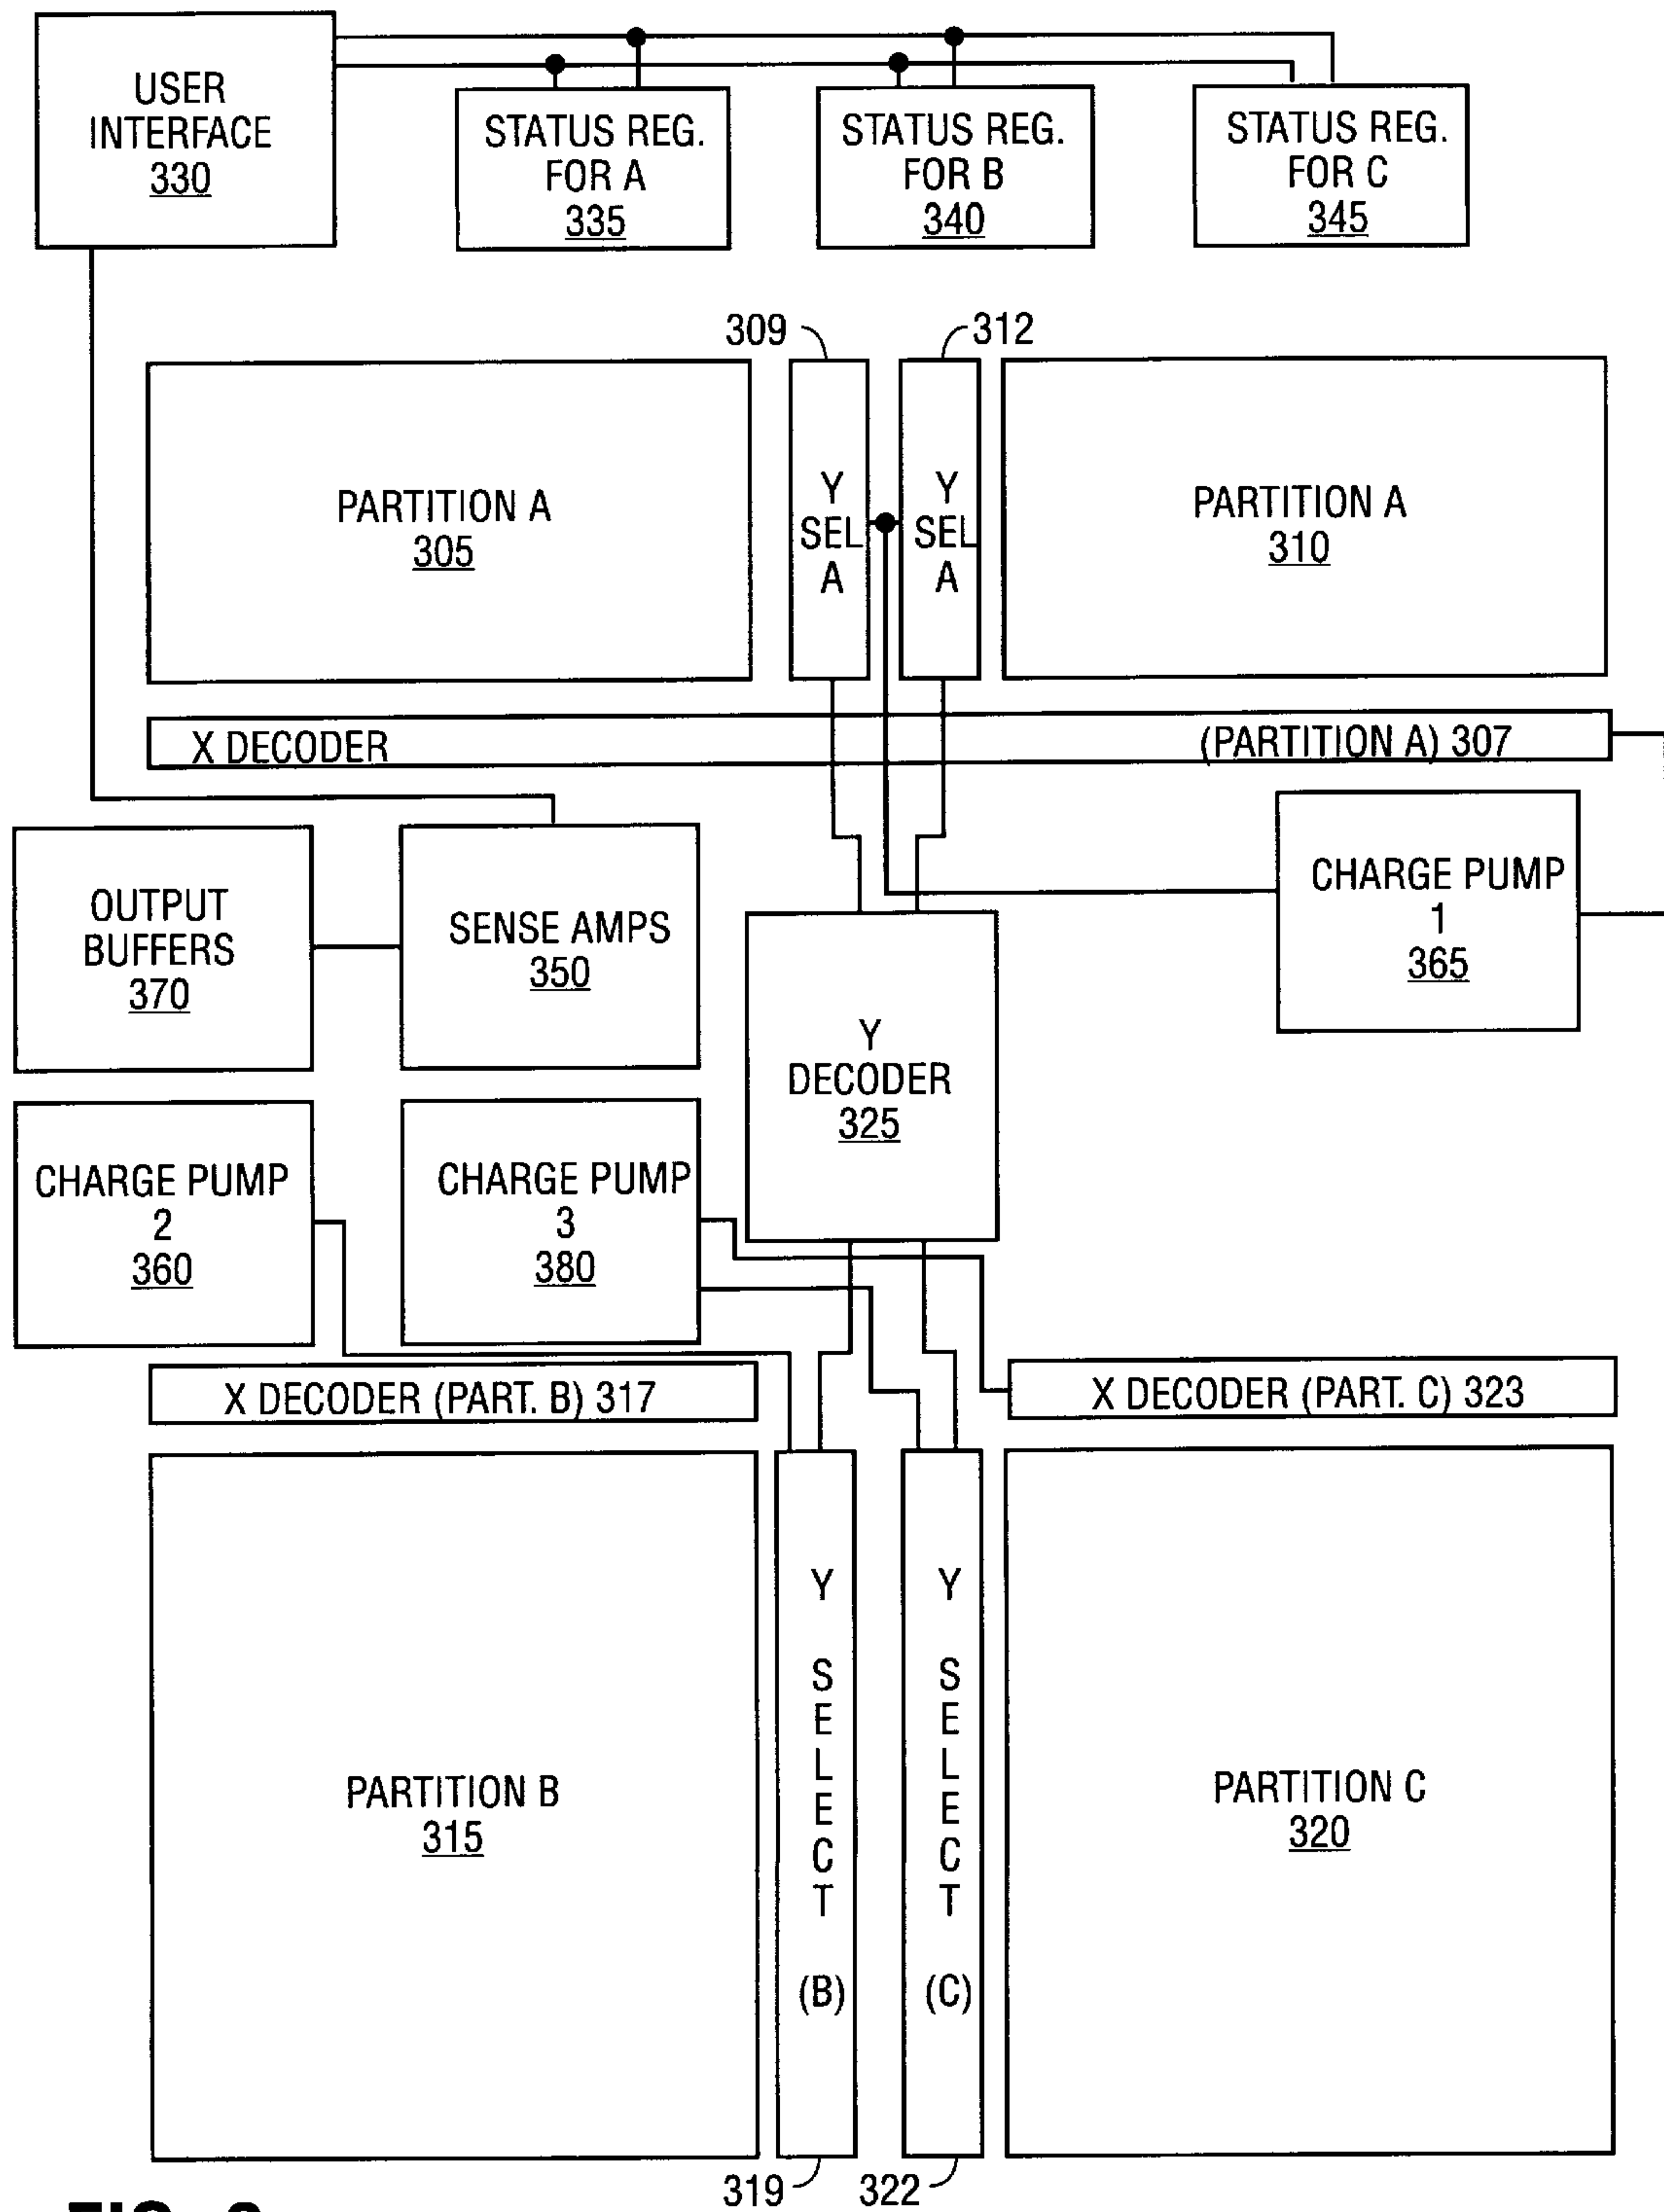 USER
INTERFACE
330
STATUS REG.
FOR A
335
STATUS REG.
FOR B
340
STATUS REG.
FOR C
345
309
312
PARTITION A
305
Y
SEL
A
Y
SEL
A
PARTITION A
310
X DECODER (PARTITION A) 307
OUTPUT
BUFFERS
370
SENSE AMPS
350
CHARGE PUMP
1
365
Y
DECODER
325
CHARGE PUMP
2
360
CHARGE PUMP
3
380
X DECODER (PART. B) 317
X DECODER (PART. C) 323
PARTITION B
315
Y
S
E
L
E
C
T
(B)
Y
S
E
L
E
C
T
(C)
PARTITION C
320
319
322